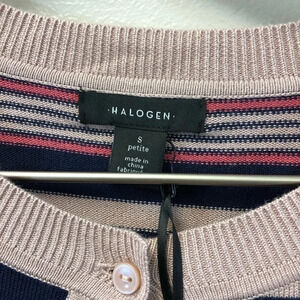 ·HALOGEN·
S
petite
made in
china